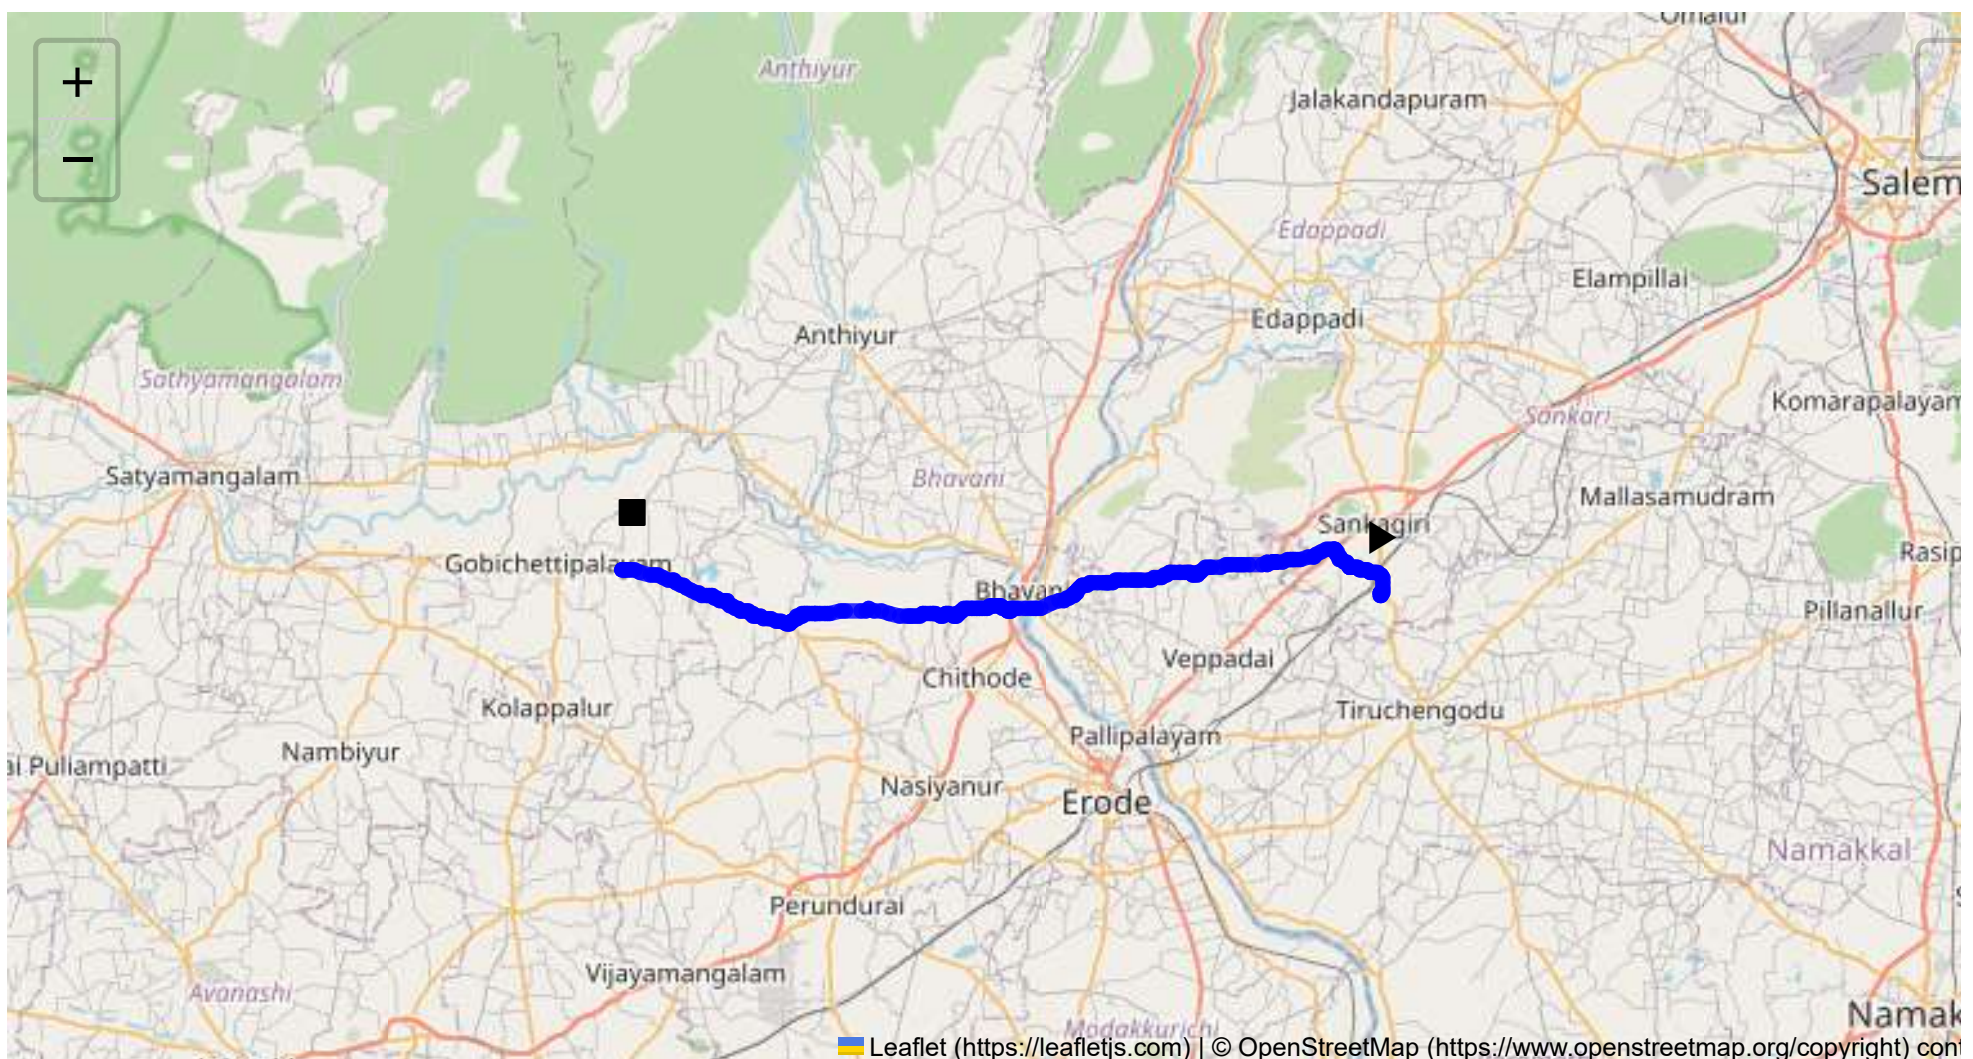 Omalur
+
Anthiyur
Jalakandapuram
−
Salem
Edappadi
Elampillai
Edappadi
Anthiyur
Sathyamangalam
Komarapalayam
Sankari
Satyamangalam
Bhavani
Mallasamudram
Sankagiri
Rasip
Gobichettipalayam
Bhavan
Pillanallur
Veppadai
Chithode
Kolappalur
Tiruchengodu
Pallipalayam
Nambiyur
ai Puliampatti
Nasiyanur
Erode
Namakkal
Perundurai
Vijayamangalam
Avanashi
Namak
Modakkurichi
Leaflet (https://leafletjs.com) | © OpenStreetMap (https://www.openstreetmap.org/copyright) con